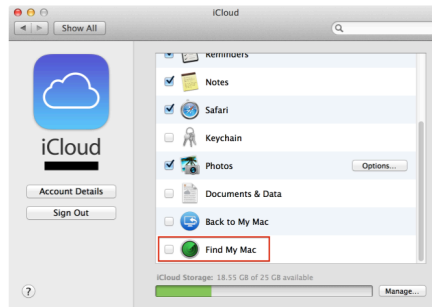 iCloud
Show All
Reminders
Notes
Safari
Keychain
Photos
Options...
Documents & Data
Back to My Mac
Find My Mac
iCloud
Account Details
Sign Out
iCloud Storage: 18.55 GB of 25 GB available
?
Manage...